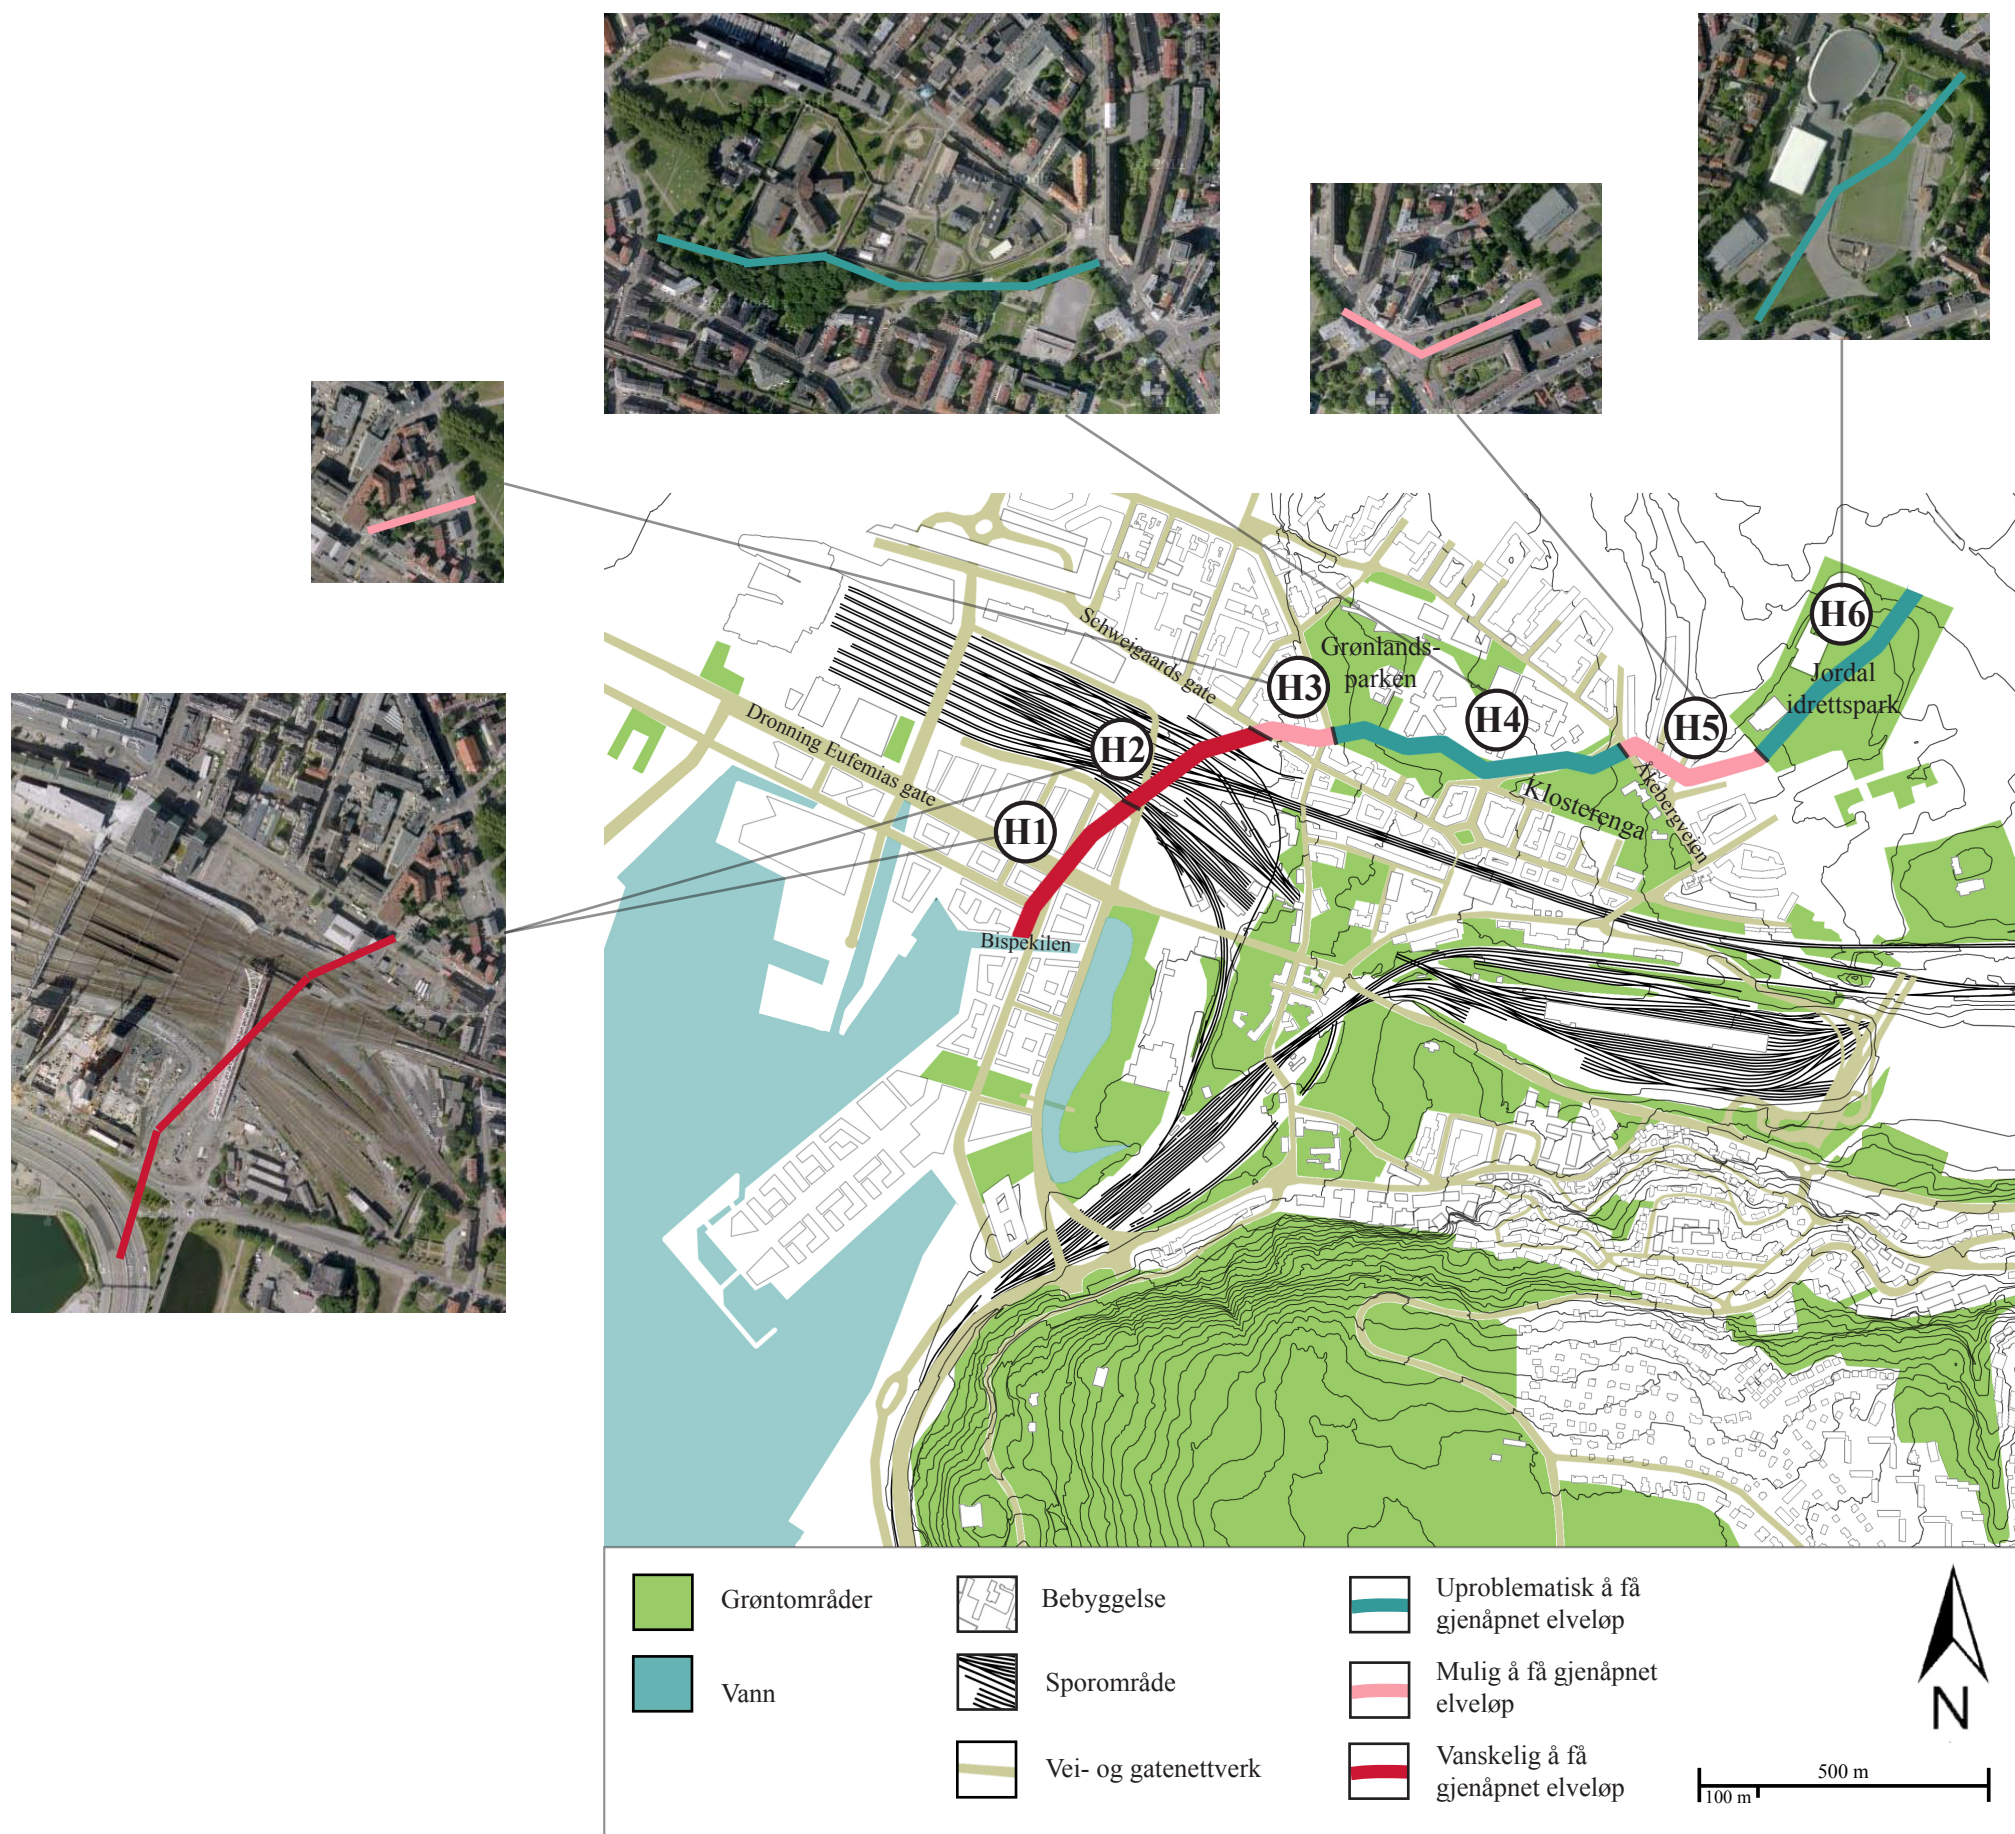 H6
Grønlands-
parken
Schweigaards gate
H3
Jordal
idrettspark
H4
H5
Dronning Eufemias gate
H2
Klosterenga
Åkebergveien
H1
Bispekilen
Grøntområder
Vann
Bebyggelse
Sporområde
Vei- og gatenettverk
Uproblematisk å få
gjenåpnet elveløp
Mulig å få gjenåpnet
elveløp
Vanskelig å få
gjenåpnet elveløp
N
500 m
100 m